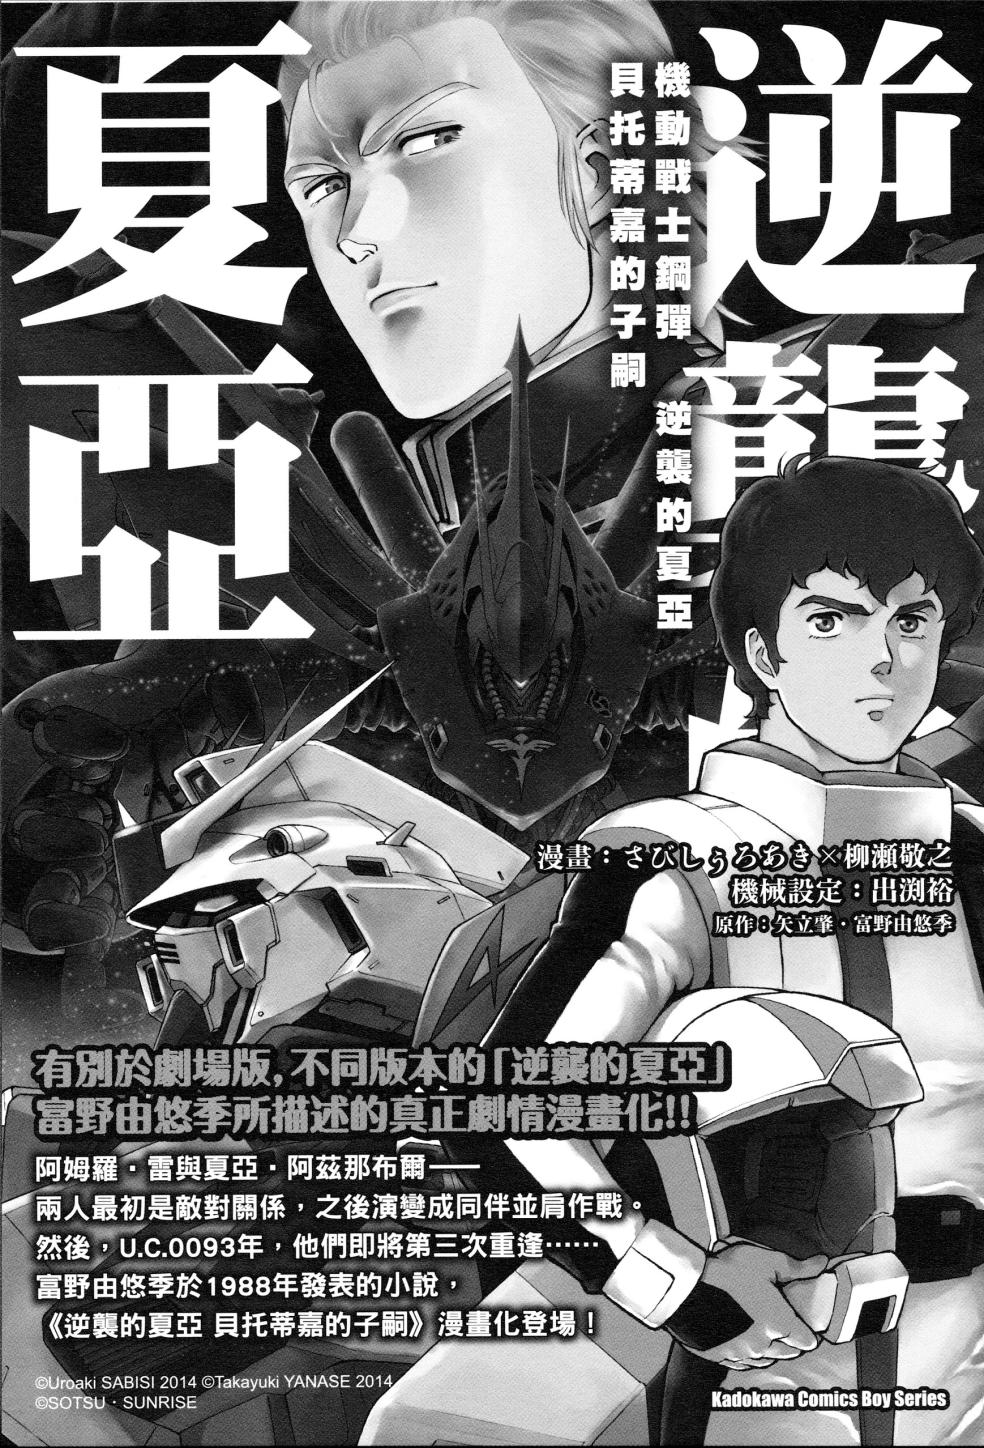 逆襲的
夏亞
機動戰士鋼彈 逆襲的夏亞
貝托蒂嘉的子嗣
漫畫：さびしうろあき×柳瀬敬之
機械設定：出渕裕
原作：矢立肇・富野由悠季
有別於劇場版,不同版本的「逆襲的夏亞」
富野由悠季所描述的真正劇情漫畫化!!
阿姆羅・雷與夏亞・阿茲那布爾——
兩人最初是敵對關係，之後演變成同伴並肩作戰。
然後，U.C.0093年，他們即將第三次重逢……
富野由悠季於1988年發表的小說，
《逆襲的夏亞 貝托蒂嘉的子嗣》漫畫化登場！
©Uroaki SABISI 2014 ©Takayuki YANASE 2014
©SOTSU・SUNRISE
Kadokawa Comics Boy Series